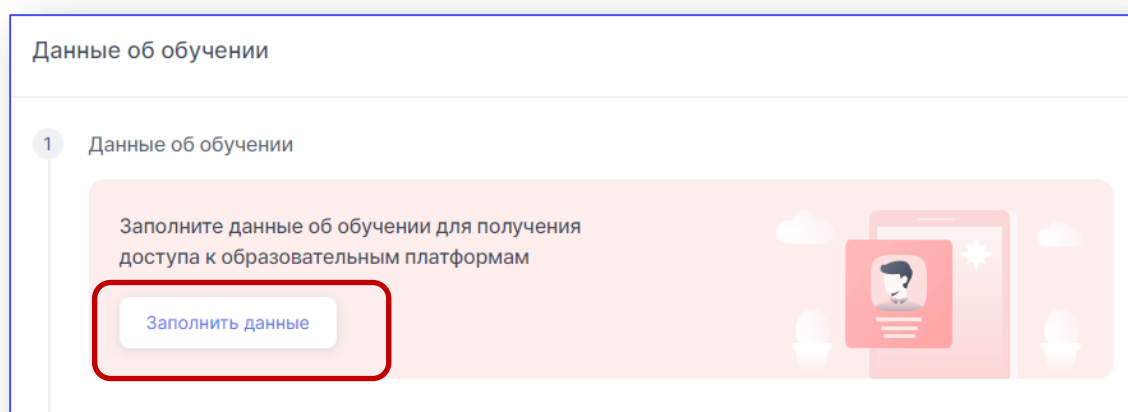 Данные об обучении
1
Данные об обучении
Заполните данные об обучении для получения
доступа к образовательным платформам
Заполнить данные